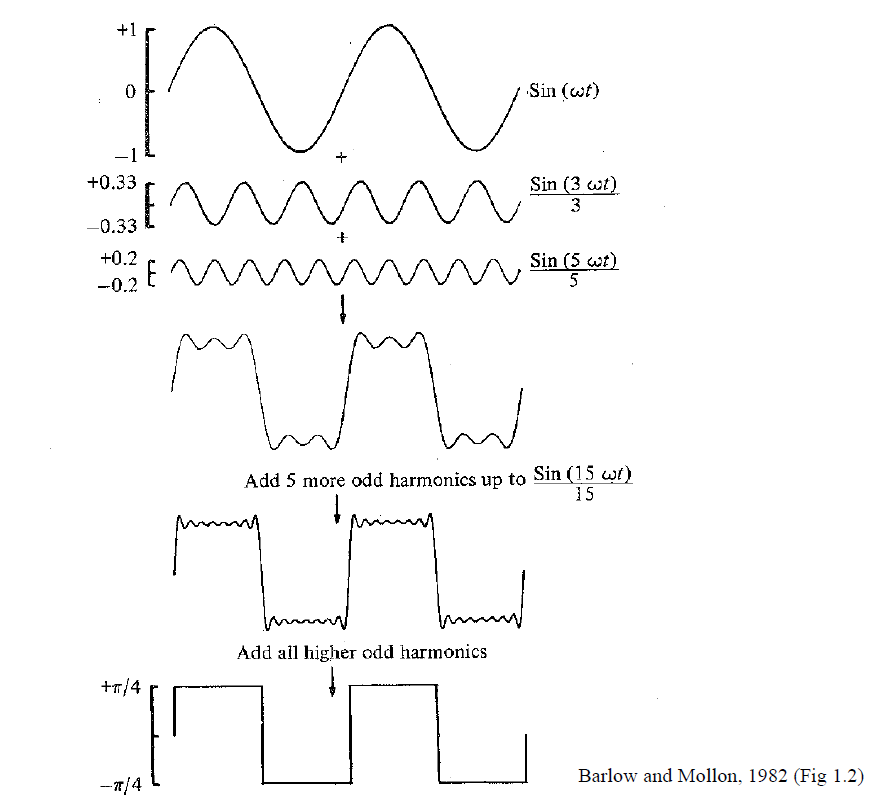 +1
0
Sin (ωt)
−1
+
+0.33
Sin (3 ωt)
3
−0.33
+
+0.2
Sin (5 ωt)
−0.2
5
Add 5 more odd harmonics up to Sin (15 ωt)
15
Add all higher odd harmonics
+π/4
−π/4
Barlow and Mollon, 1982 (Fig 1.2)